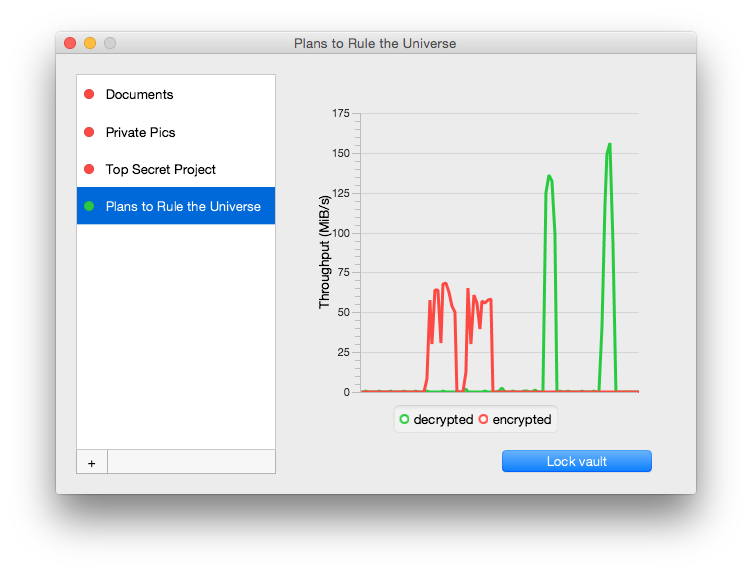 Plans to Rule the Universe
Documents
Private Pics
Top Secret Project
Plans to Rule the Universe
+
Throughput (MiB/s)
175
150
125
100
75
50
25
0
decrypted encrypted
Lock vault